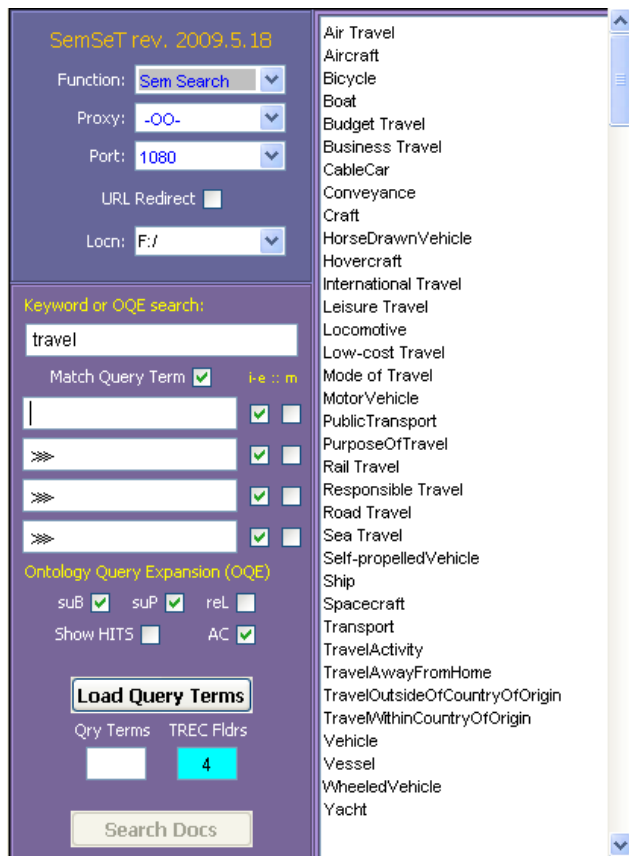 SemSeT rev. 2009.5.18
Function: Sem Search
Proxy: -OO-
Port: 1080
URL Redirect
Locn: F:/
Keyword or OQE search:
travel
Match Query Term i-e :: m
⋙
⋙
⋙
Ontology Query Expansion (OQE)
suB suP reL
Show HITS AC
Load Query Terms
Qry Terms TREC Fldrs
4
Search Docs
Air Travel
Aircraft
Bicycle
Boat
Budget Travel
Business Travel
CableCar
Conveyance
Craft
HorseDrawnVehicle
Hovercraft
International Travel
Leisure Travel
Locomotive
Low-cost Travel
Mode of Travel
MotorVehicle
PublicTransport
PurposeOfTravel
Rail Travel
Responsible Travel
Road Travel
Sea Travel
Self-propelledVehicle
Ship
Spacecraft
Transport
TravelActivity
TravelAwayFromHome
TravelOutsideOfCountryOfOrigin
TravelWithinCountryOfOrigin
Vehicle
Vessel
WheeledVehicle
Yacht